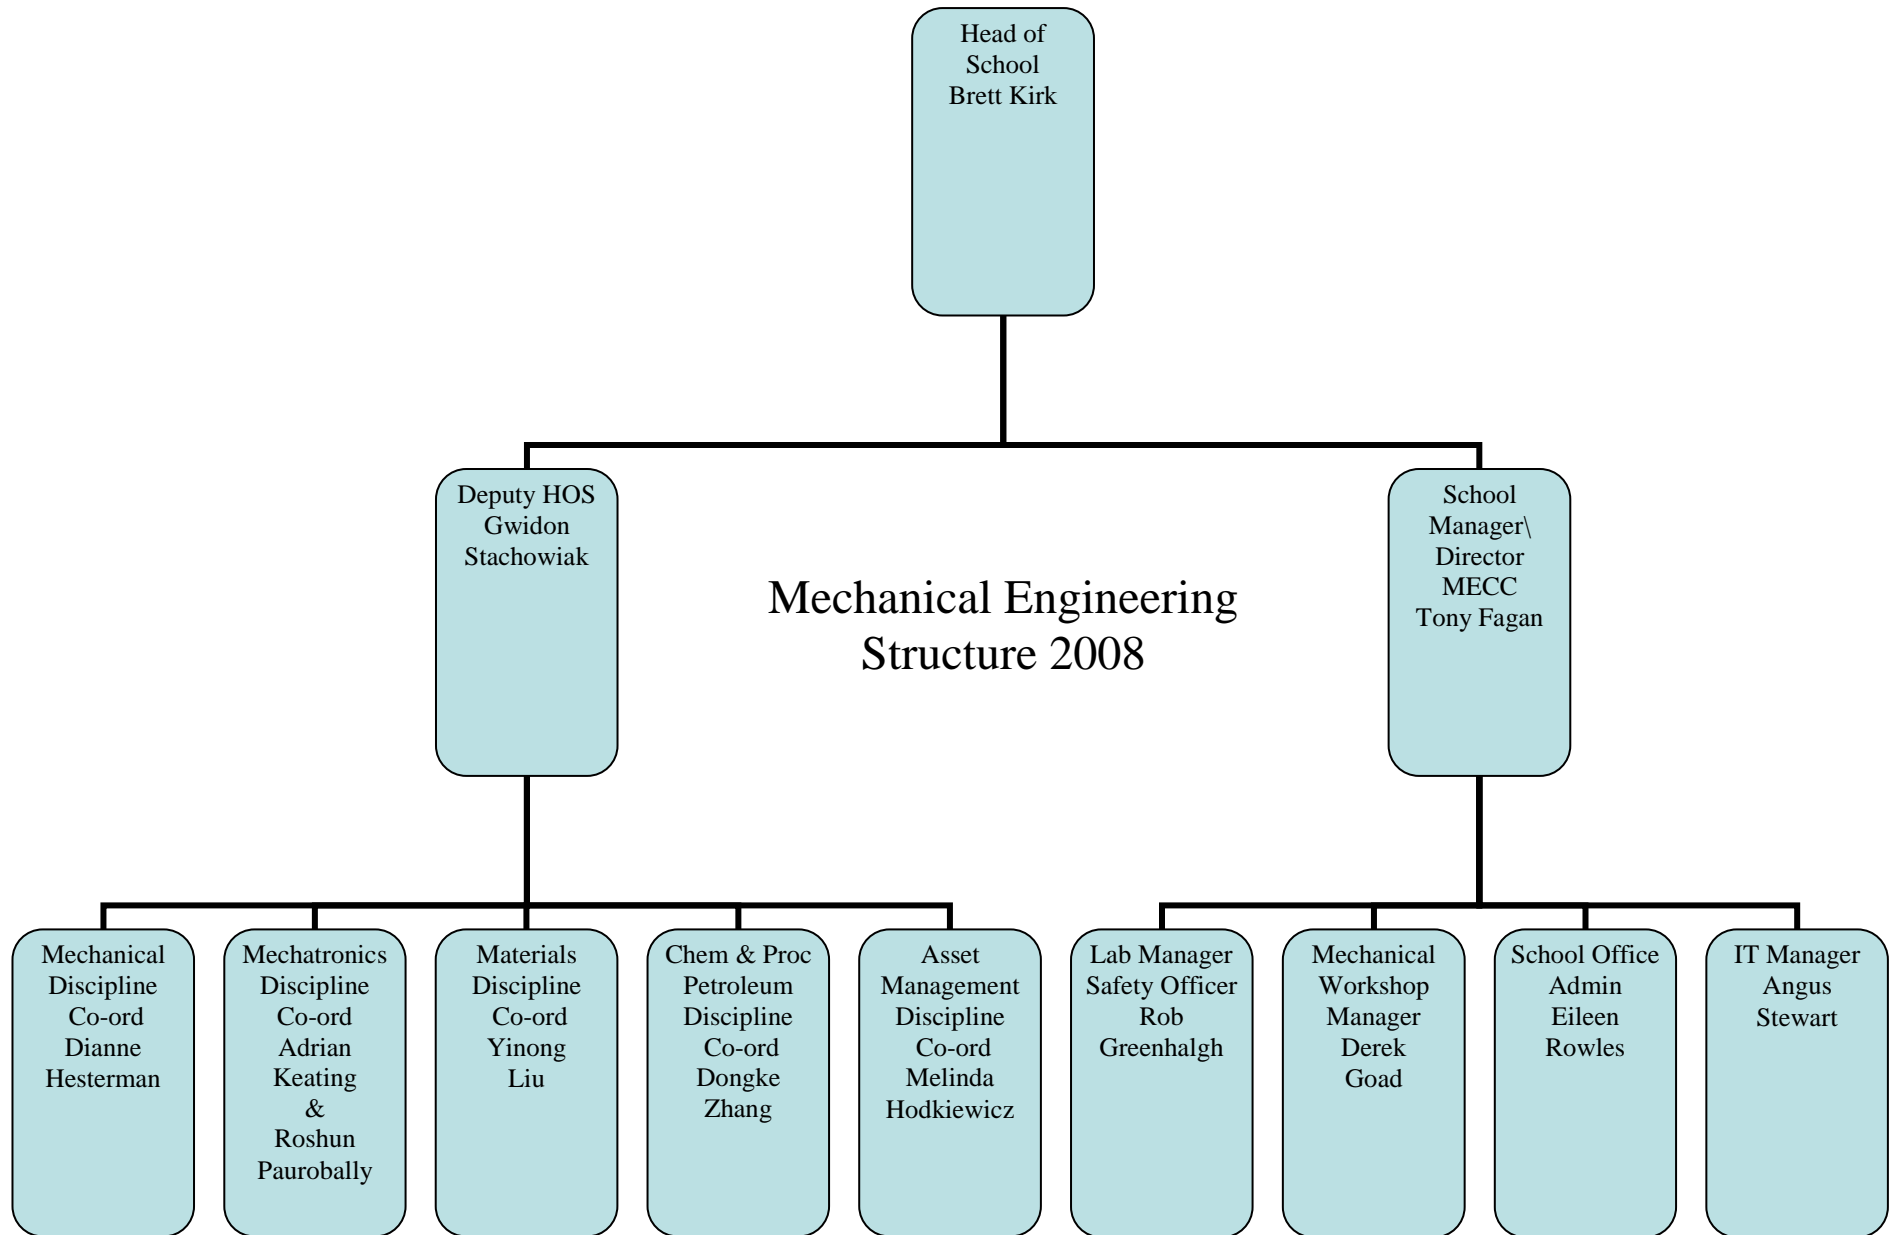 Head of
School
Brett Kirk
Deputy HOS
Gwidon
Stachowiak
Mechanical Engineering
Structure 2008
School
Manager\
Director
MECC
Tony Fagan
Mechanical
Discipline
Co-ord
Dianne
Hesterman
Mechatronics
Discipline
Co-ord
Adrian
Keating
&
Roshun
Paurobally
Materials
Discipline
Co-ord
Yinong
Liu
Chem & Proc
Petroleum
Discipline
Co-ord
Dongke
Zhang
Asset
Management
Discipline
Co-ord
Melinda
Hodkiewicz
Lab Manager
Safety Officer
Rob
Greenhalgh
Mechanical
Workshop
Manager
Derek
Goad
School Office
Admin
Eileen
Rowles
IT Manager
Angus
Stewart